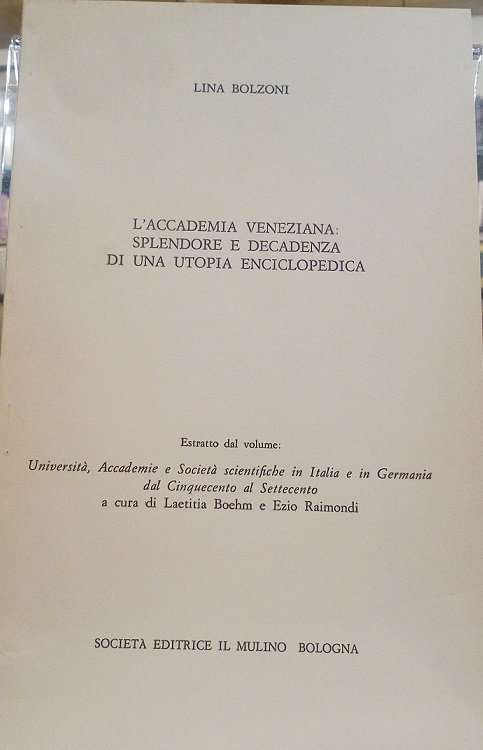 LINA BOLZONI
L'ACCADEMIA VENEZIANA:
SPLENDORE E DECADENZA
DI UNA UTOPIA ENCICLOPEDICA
Estratto dal volume:
Università, Accademie e Società scientifiche in Italia e in Germania
dal Cinquecento al Settecento
a cura di Laetitia Boehm e Ezio Raimondi
SOCIETÀ EDITRICE IL MULINO BOLOGNA